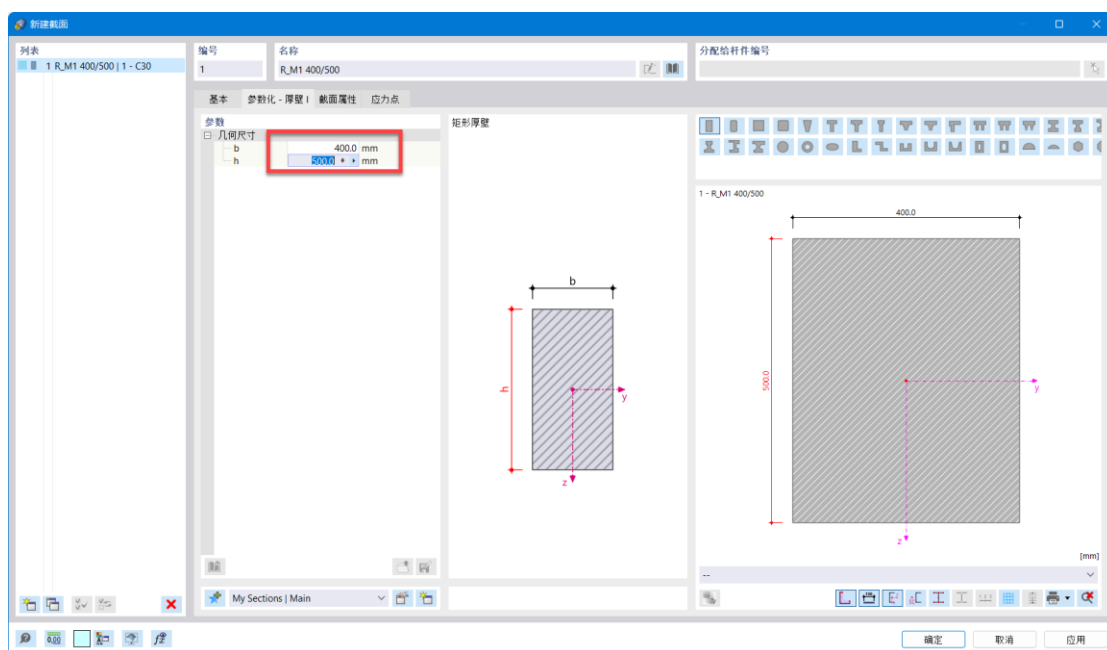 新建截面
列表
1 R_M1 400/500 | 1 - C30
编号
1
名称
R_M1 400/500
分配给杆件编号
基本 参数化 - 厚壁 I 截面属性 应力点
参数
几何尺寸
b 400.0 mm
h 500.0 mm
矩形厚壁
b
h
y
z
1 - R_M1 400/500
400.0
500.0
y
z
[mm]
--
My Sections | Main
0,00
确定 取消 应用